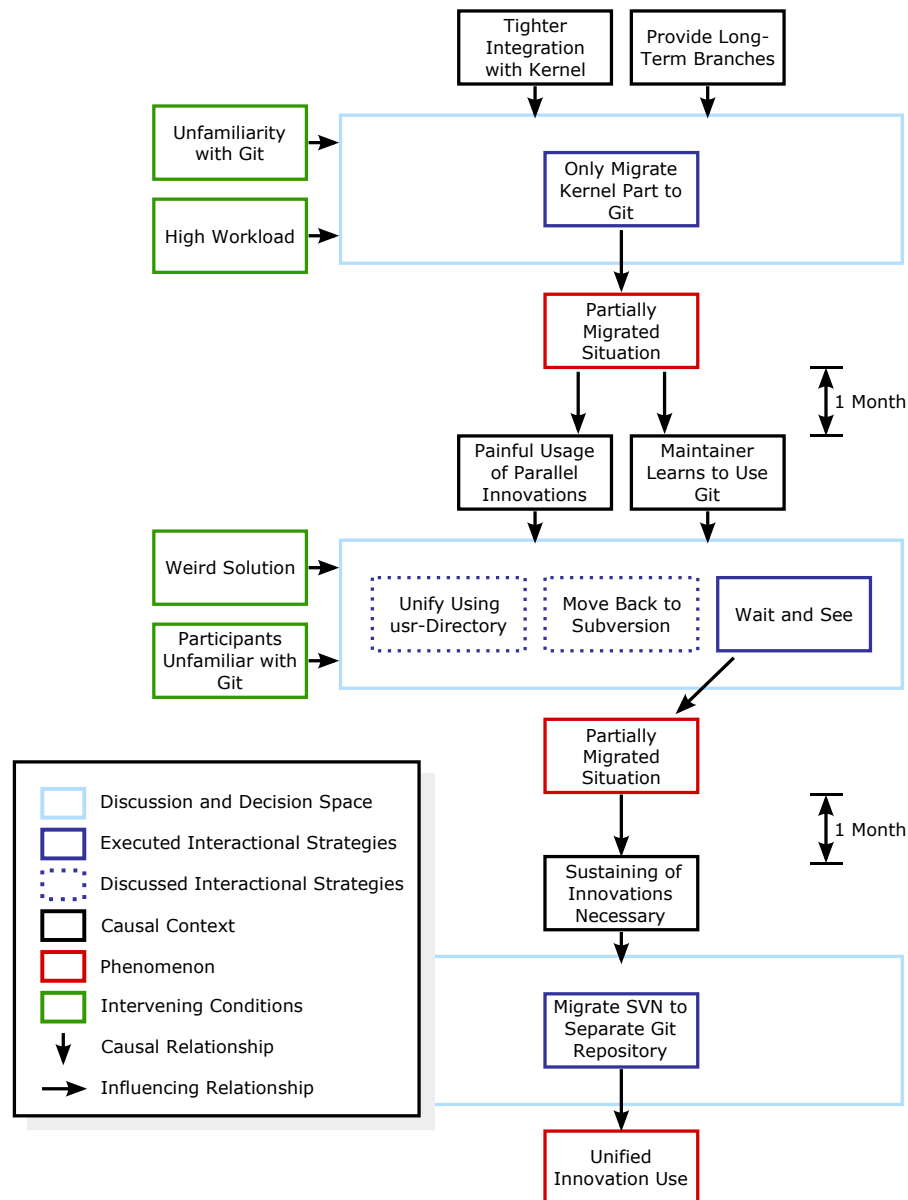 Tighter
Integration
with Kernel
Provide Long-
Term Branches
Unfamiliarity
with Git
Only Migrate
Kernel Part to
Git
High Workload
Partially
Migrated
Situation
1 Month
Painful Usage
of Parallel
Innovations
Maintainer
Learns to Use
Git
Weird Solution
Unify Using
usr-Directory
Move Back to
Subversion
Wait and See
Participants
Unfamiliar with
Git
Partially
Migrated
Situation
1 Month
Sustaining of
Innovations
Necessary
Migrate SVN to
Separate Git
Repository
Unified
Innovation Use
Discussion and Decision Space
Executed Interactional Strategies
Discussed Interactional Strategies
Causal Context
Phenomenon
Intervening Conditions
Causal Relationship
Influencing Relationship